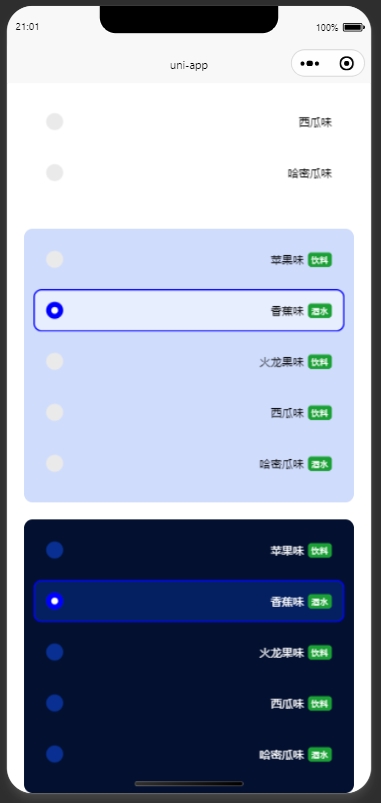 21:01 100%
uni-app
西瓜味
哈密瓜味
苹果味 饮料
香蕉味 酒水
火龙果味 饮料
西瓜味 饮料
哈密瓜味 酒水
苹果味 饮料
香蕉味 酒水
火龙果味 饮料
西瓜味 饮料
哈密瓜味 酒水